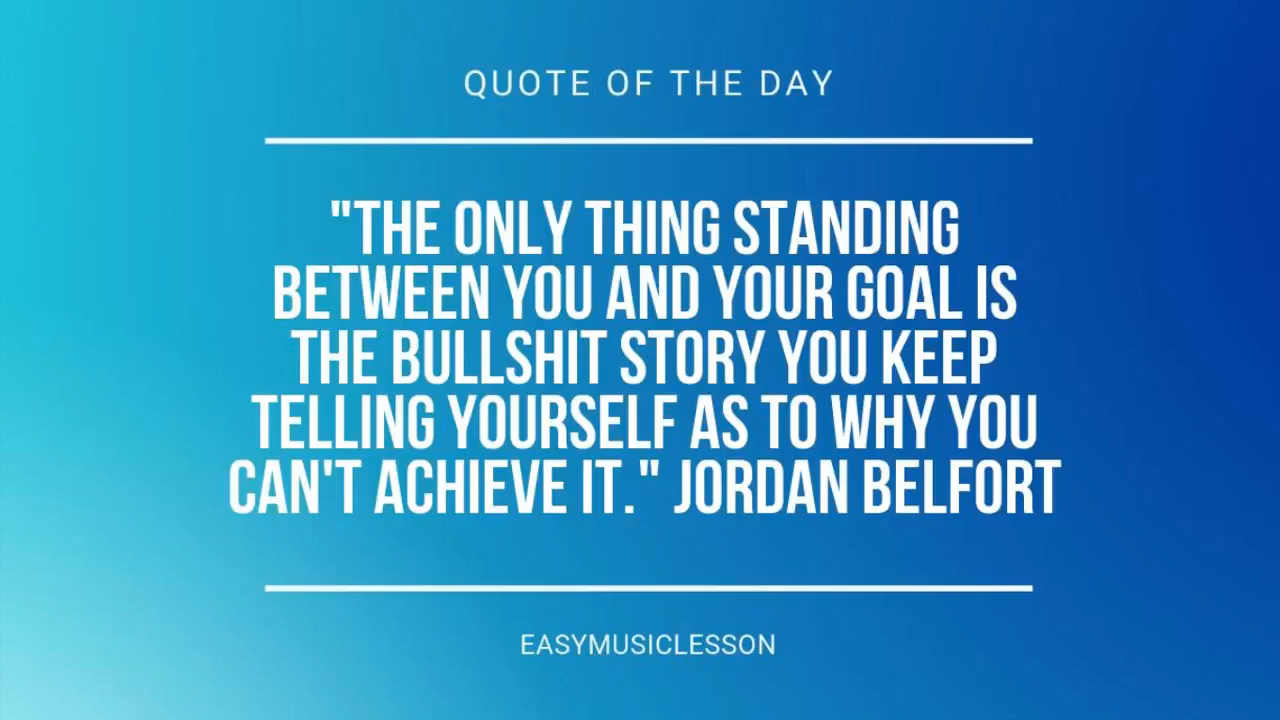 QUOTE OF THE DAY
"THE ONLY THING STANDING
BETWEEN YOU AND YOUR GOAL IS
THE BULLSHIT STORY YOU KEEP
TELLING YOURSELF AS TO WHY YOU
CAN'T ACHIEVE IT." JORDAN BELFORT
EASYMUSICLESSON